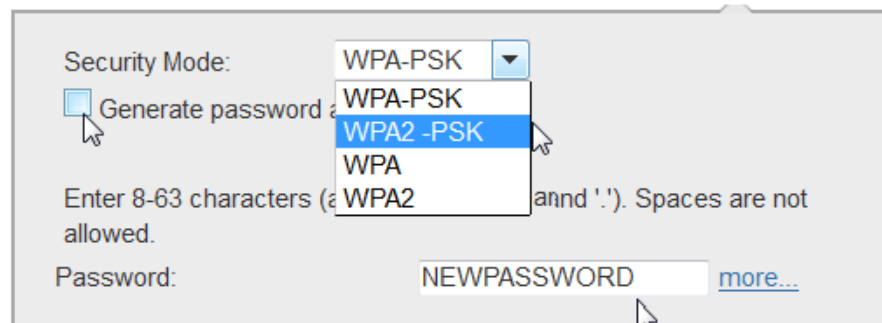 Security Mode: WPA-PSK
Generate password a
WPA-PSK
WPA2 -PSK
WPA
WPA2
Enter 8-63 characters (a and '.'). Spaces are not
allowed.
Password: NEWPASSWORD more...